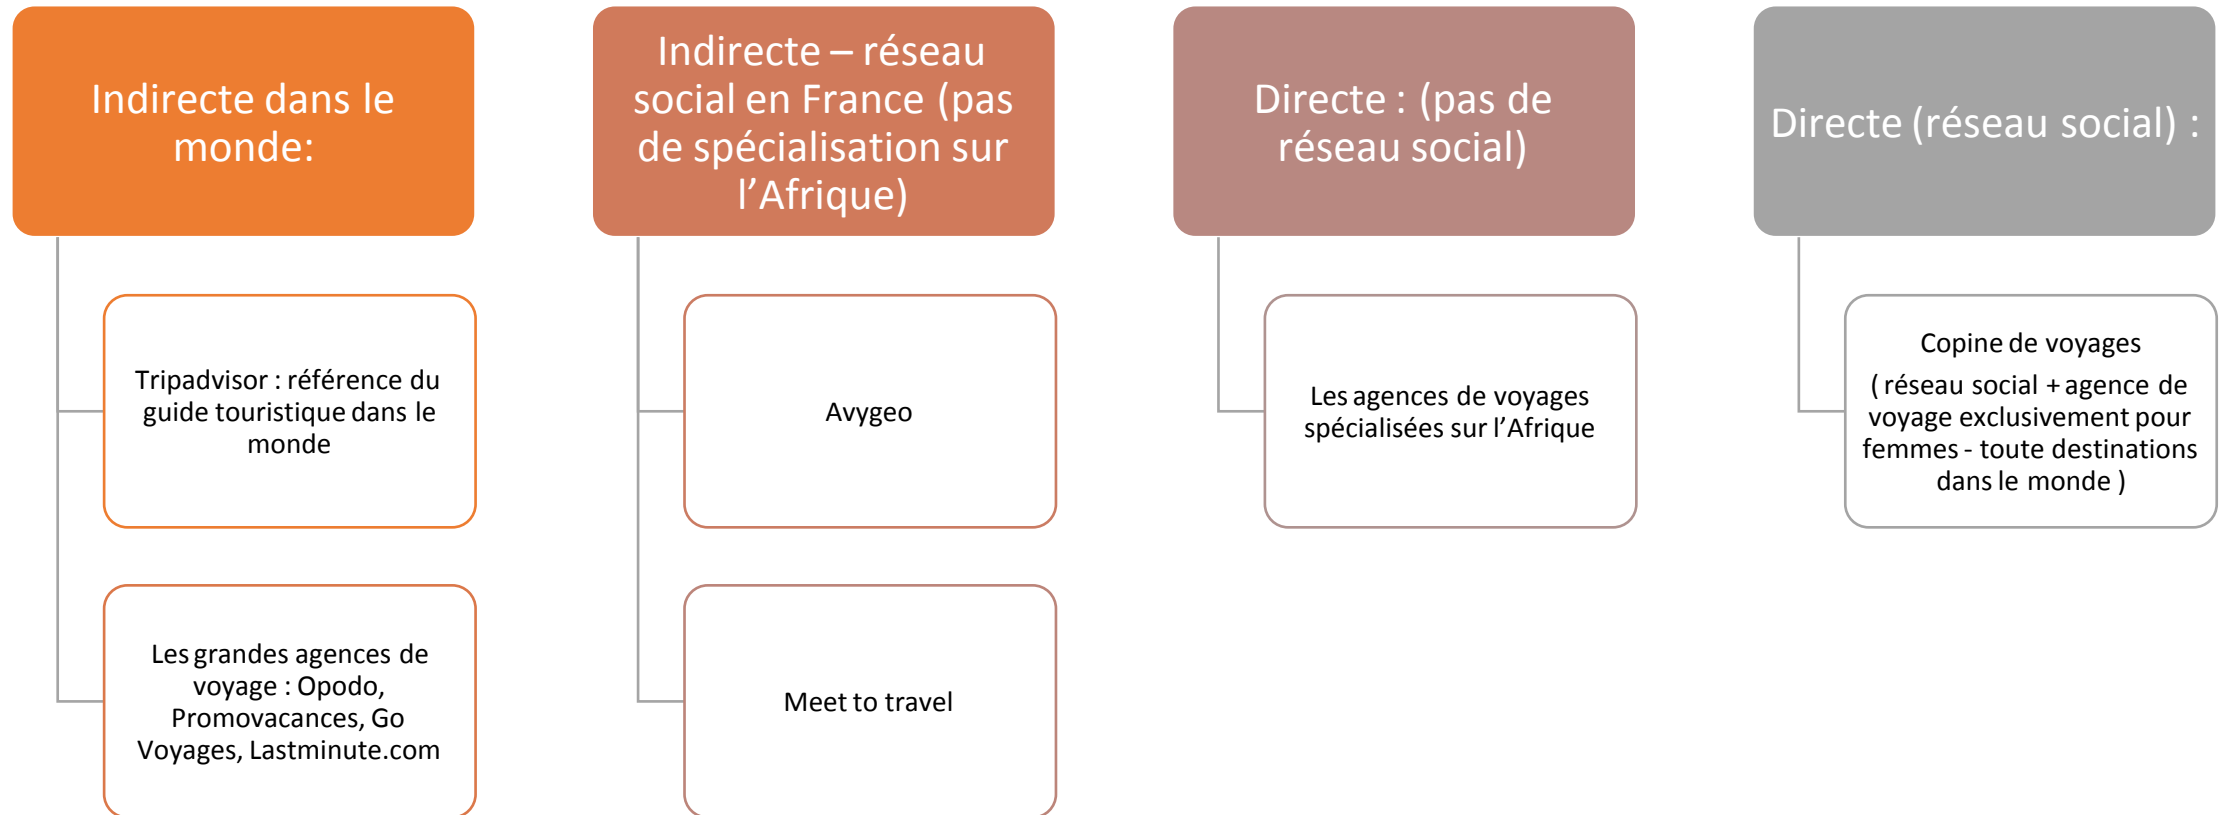 Indirecte dans le
monde:
Tripadvisor : référence du
guide touristique dans le
monde
Les grandes agences de
voyage : Opodo,
Promovacances, Go
Voyages, Lastminute.com
Indirecte – réseau
social en France (pas
de spécialisation sur
l’Afrique)
Avygeo
Meet to travel
Directe : (pas de
réseau social)
Les agences de voyages
spécialisées sur l’Afrique
Directe (réseau social) :
Copine de voyages
( réseau social + agence de
voyage exclusivement pour
femmes - toute destinations
dans le monde )